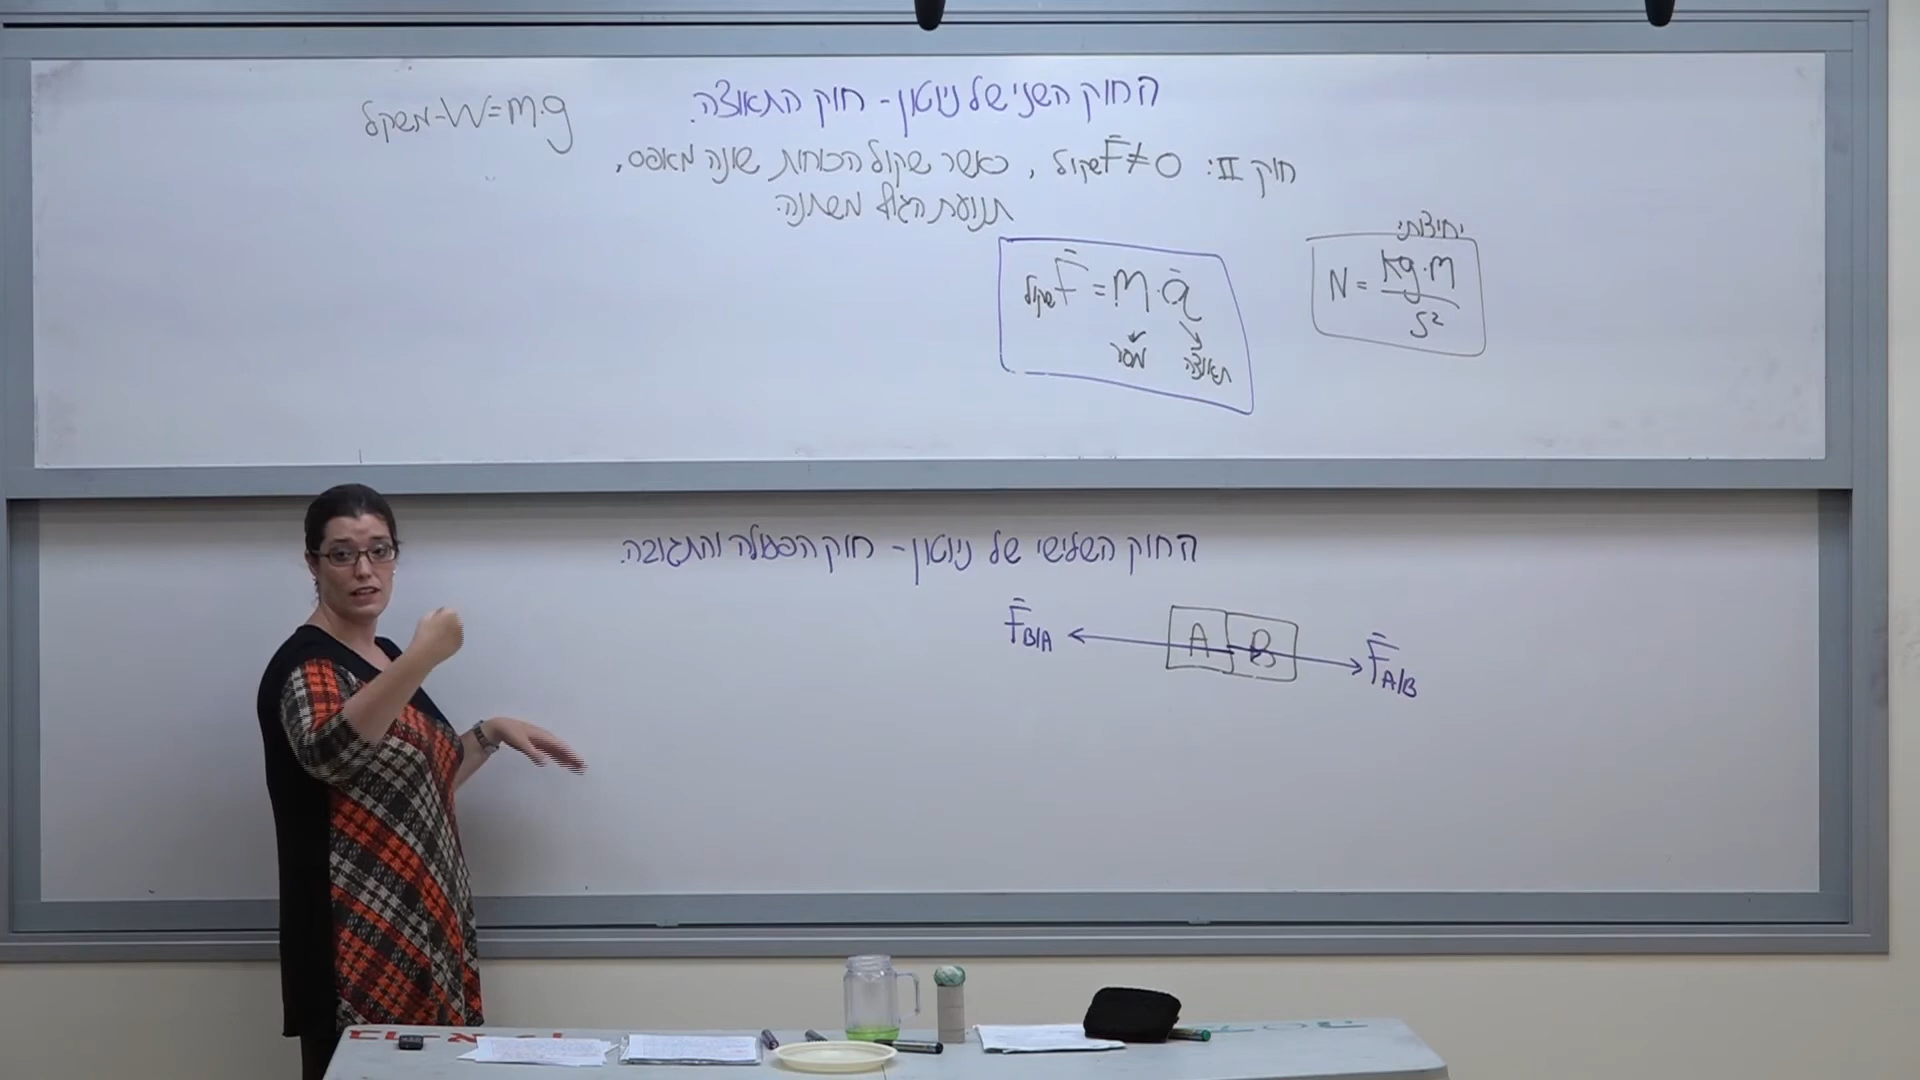 החוק השני של ניוטון - חוק התאוצה.
משקל - W=m·g
חוק II: F̄שקול ≠ 0, כאשר שקול הכוחות שונה מאפס,
תנועת הגוף משתנה.
F̄שקול = m·ā
מסה
תאוצה
יחידות
N = kg·m / s²
החוק השלישי של ניוטון - חוק הפעולה והתגובה.
F̄B/A
A
B
F̄A/B